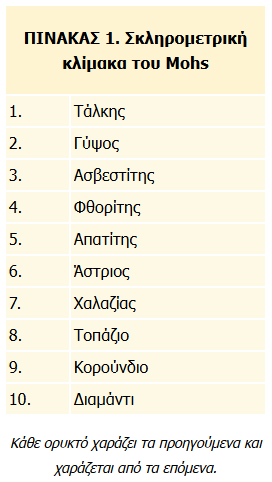 ΠΙΝΑΚΑΣ 1. Σκληρομετρική
κλίμακα του Mohs
1. Τάλκης
2. Γύψος
3. Ασβεστίτης
4. Φθορίτης
5. Απατίτης
6. Άστριος
7. Χαλαζίας
8. Τοπάζιο
9. Κορούνδιο
10. Διαμάντι
Κάθε ορυκτό χαράζει τα προηγούμενα και
χαράζεται από τα επόμενα.